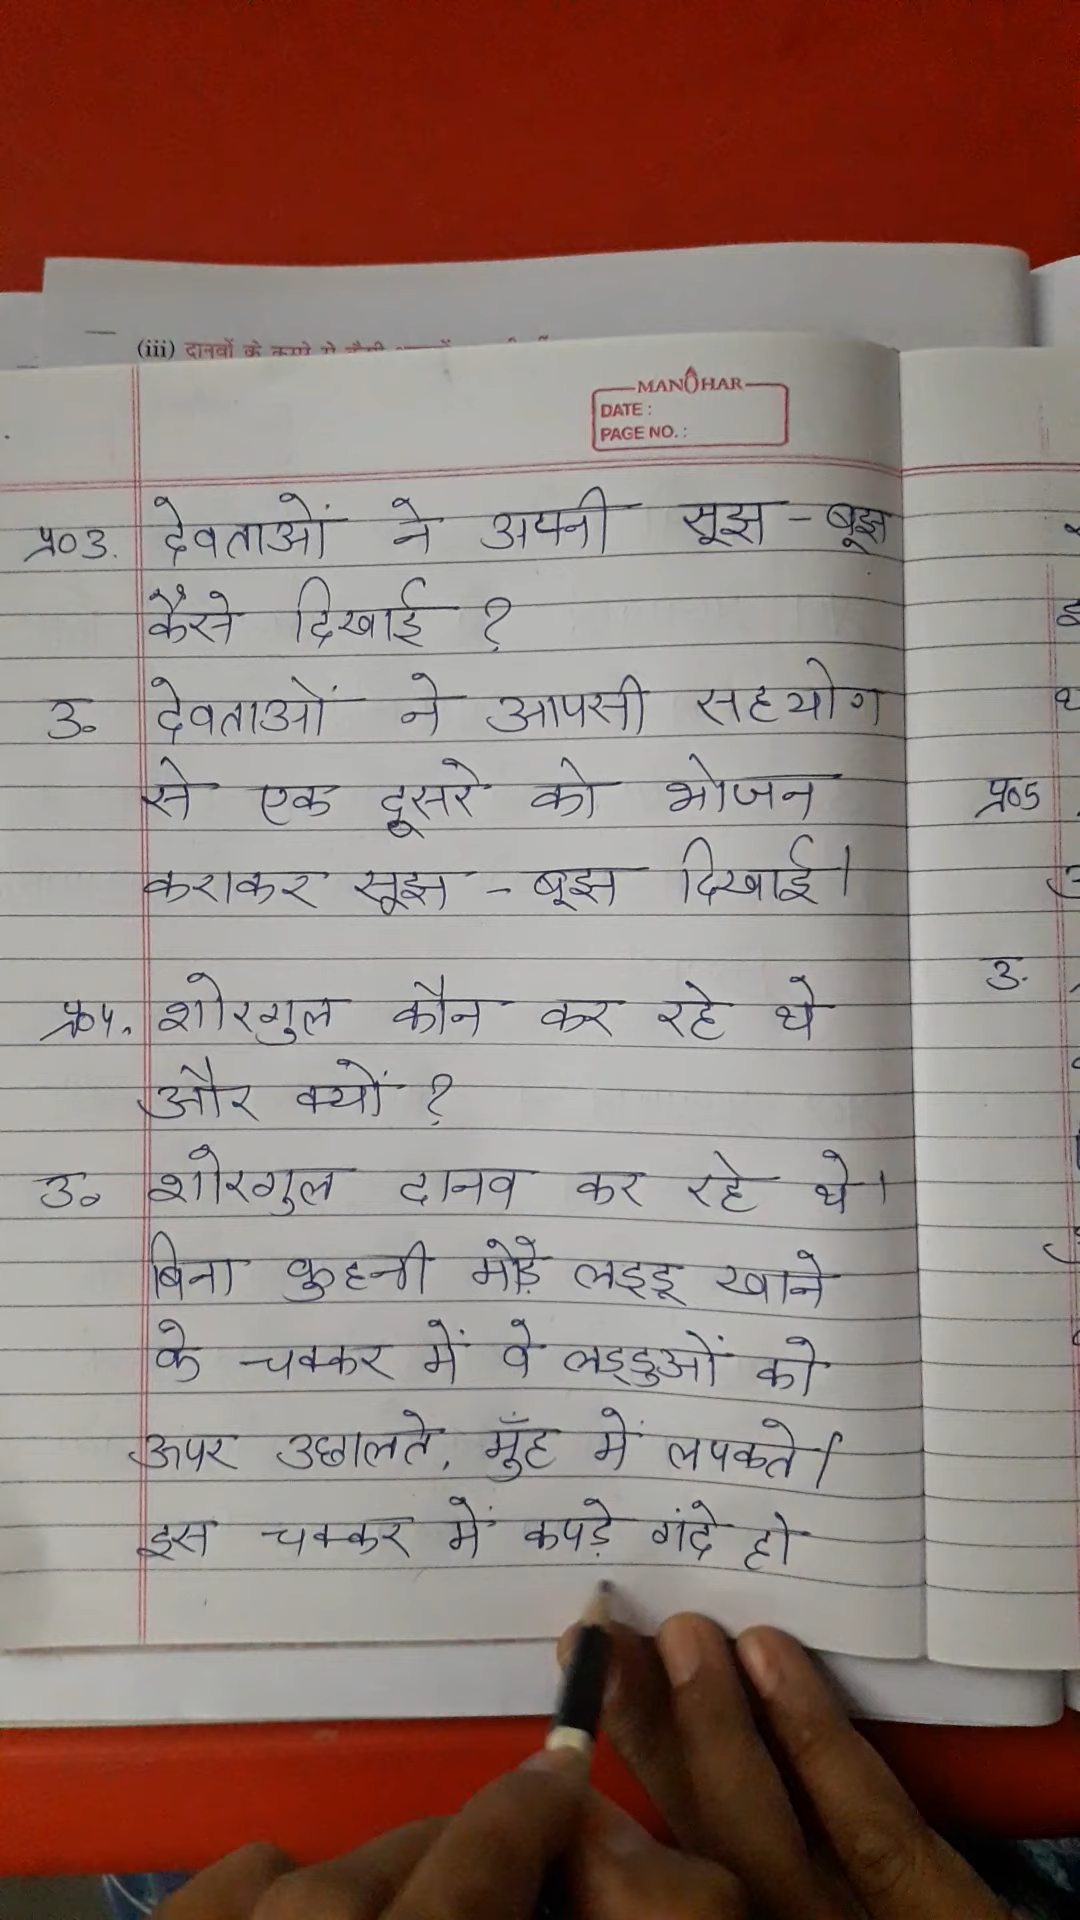 (iii) दानवों के कमरे से
MANOHAR
DATE :
PAGE NO. :
प्र०3. देवताओं ने अपनी सूझ - बूझ
कैसे दिखाई ?
उ० देवताओं ने आपसी सहयोग
से एक दूसरे को भोजन
कराकर सूझ - बूझ दिखाई।
प्र०4. शोरगुल कौन कर रहे थे
और क्यों ?
उ० शोरगुल दानव कर रहे थे।
बिना कुहनी मोड़े लड्डू खाने
के चक्कर में वे लड्डुओं को
ऊपर उछालते, मुँह में लपकते।
इस चक्कर में कपड़े गंदे हो
प्र०5
उ.